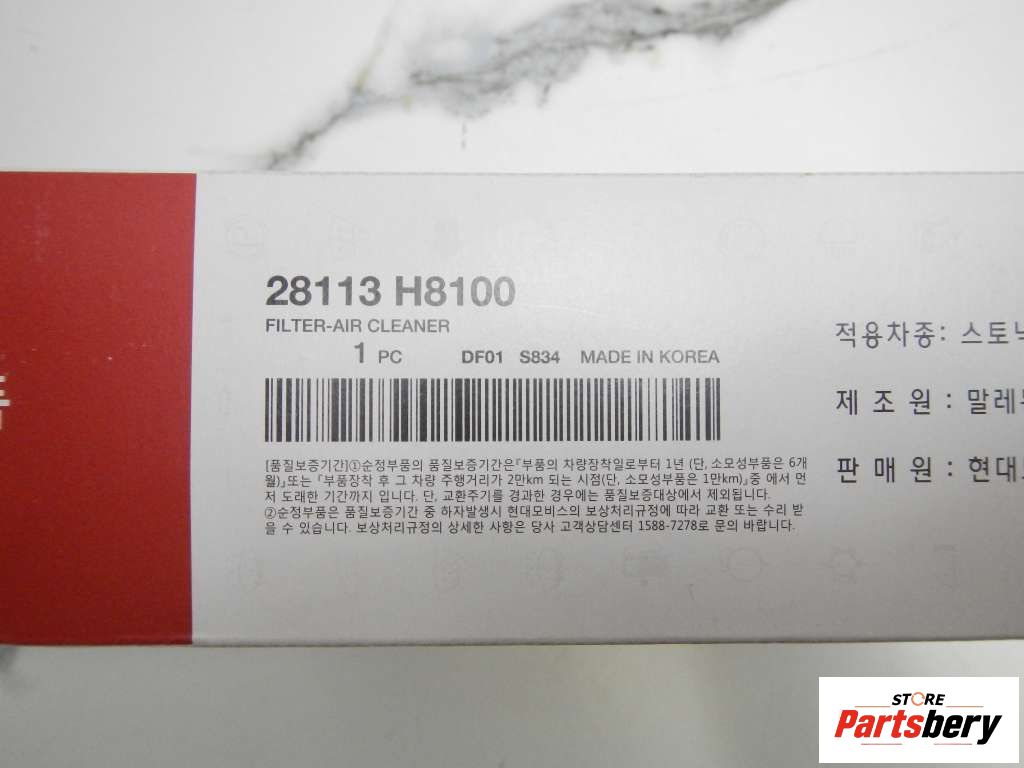 28113 H8100
FILTER-AIR CLEANER
1 PC DF01 S834 MADE IN KOREA
[품질보증기간]①순정부품의 품질보증기간은『부품의 차량장착일로부터 1년 (단, 소모성부품은 6개
월)』또는 『부품장착 후 그 차량 주행거리가 2만km 되는 시점(단, 소모성부품은 1만km)』중 에서 먼
저 도래한 기간까지 입니다. 단, 교환주기를 경과한 경우에는 품질보증대상에서 제외됩니다.
②순정부품은 품질보증기간 중 하자발생시 현대모비스의 보상처리규정에 따라 교환 또는 수리 받
을 수 있습니다. 보상처리규정의 상세한 사항은 당사 고객상담센터 1588-7278로 문의 바랍니다.
적용차종: 스토닉
제 조 원 : 말레
판 매 원 : 현대
STORE
Partsbery